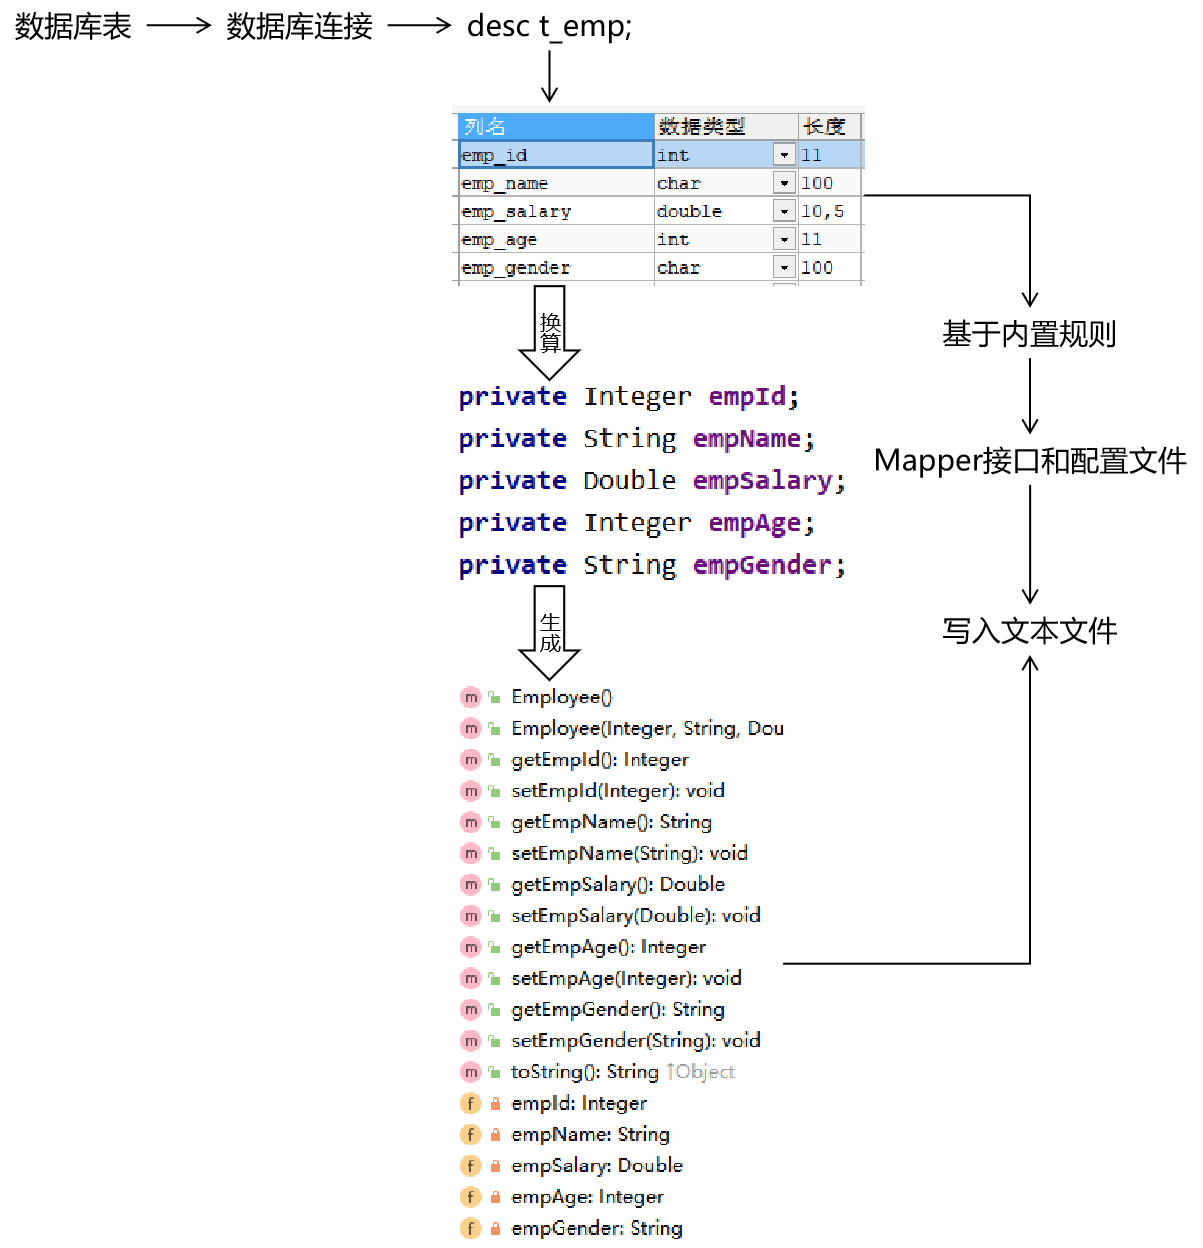 数据库表 数据库连接 desc t_emp;
列名 数据类型 长度
emp_id int 11
emp_name char 100
emp_salary double 10,5
emp_age int 11
emp_gender char 100
换算
基于内置规则
private Integer empId;
private String empName;
Mapper接口和配置文件
private Double empSalary;
private Integer empAge;
private String empGender;
生成
写入文本文件
m Employee()
m Employee(Integer, String, Dou
m getEmpId(): Integer
m setEmpId(Integer): void
m getEmpName(): String
m setEmpName(String): void
m getEmpSalary(): Double
m setEmpSalary(Double): void
m getEmpAge(): Integer
m setEmpAge(Integer): void
m getEmpGender(): String
m setEmpGender(String): void
m toString(): String ↑Object
f empId: Integer
f empName: String
f empSalary: Double
f empAge: Integer
f empGender: String